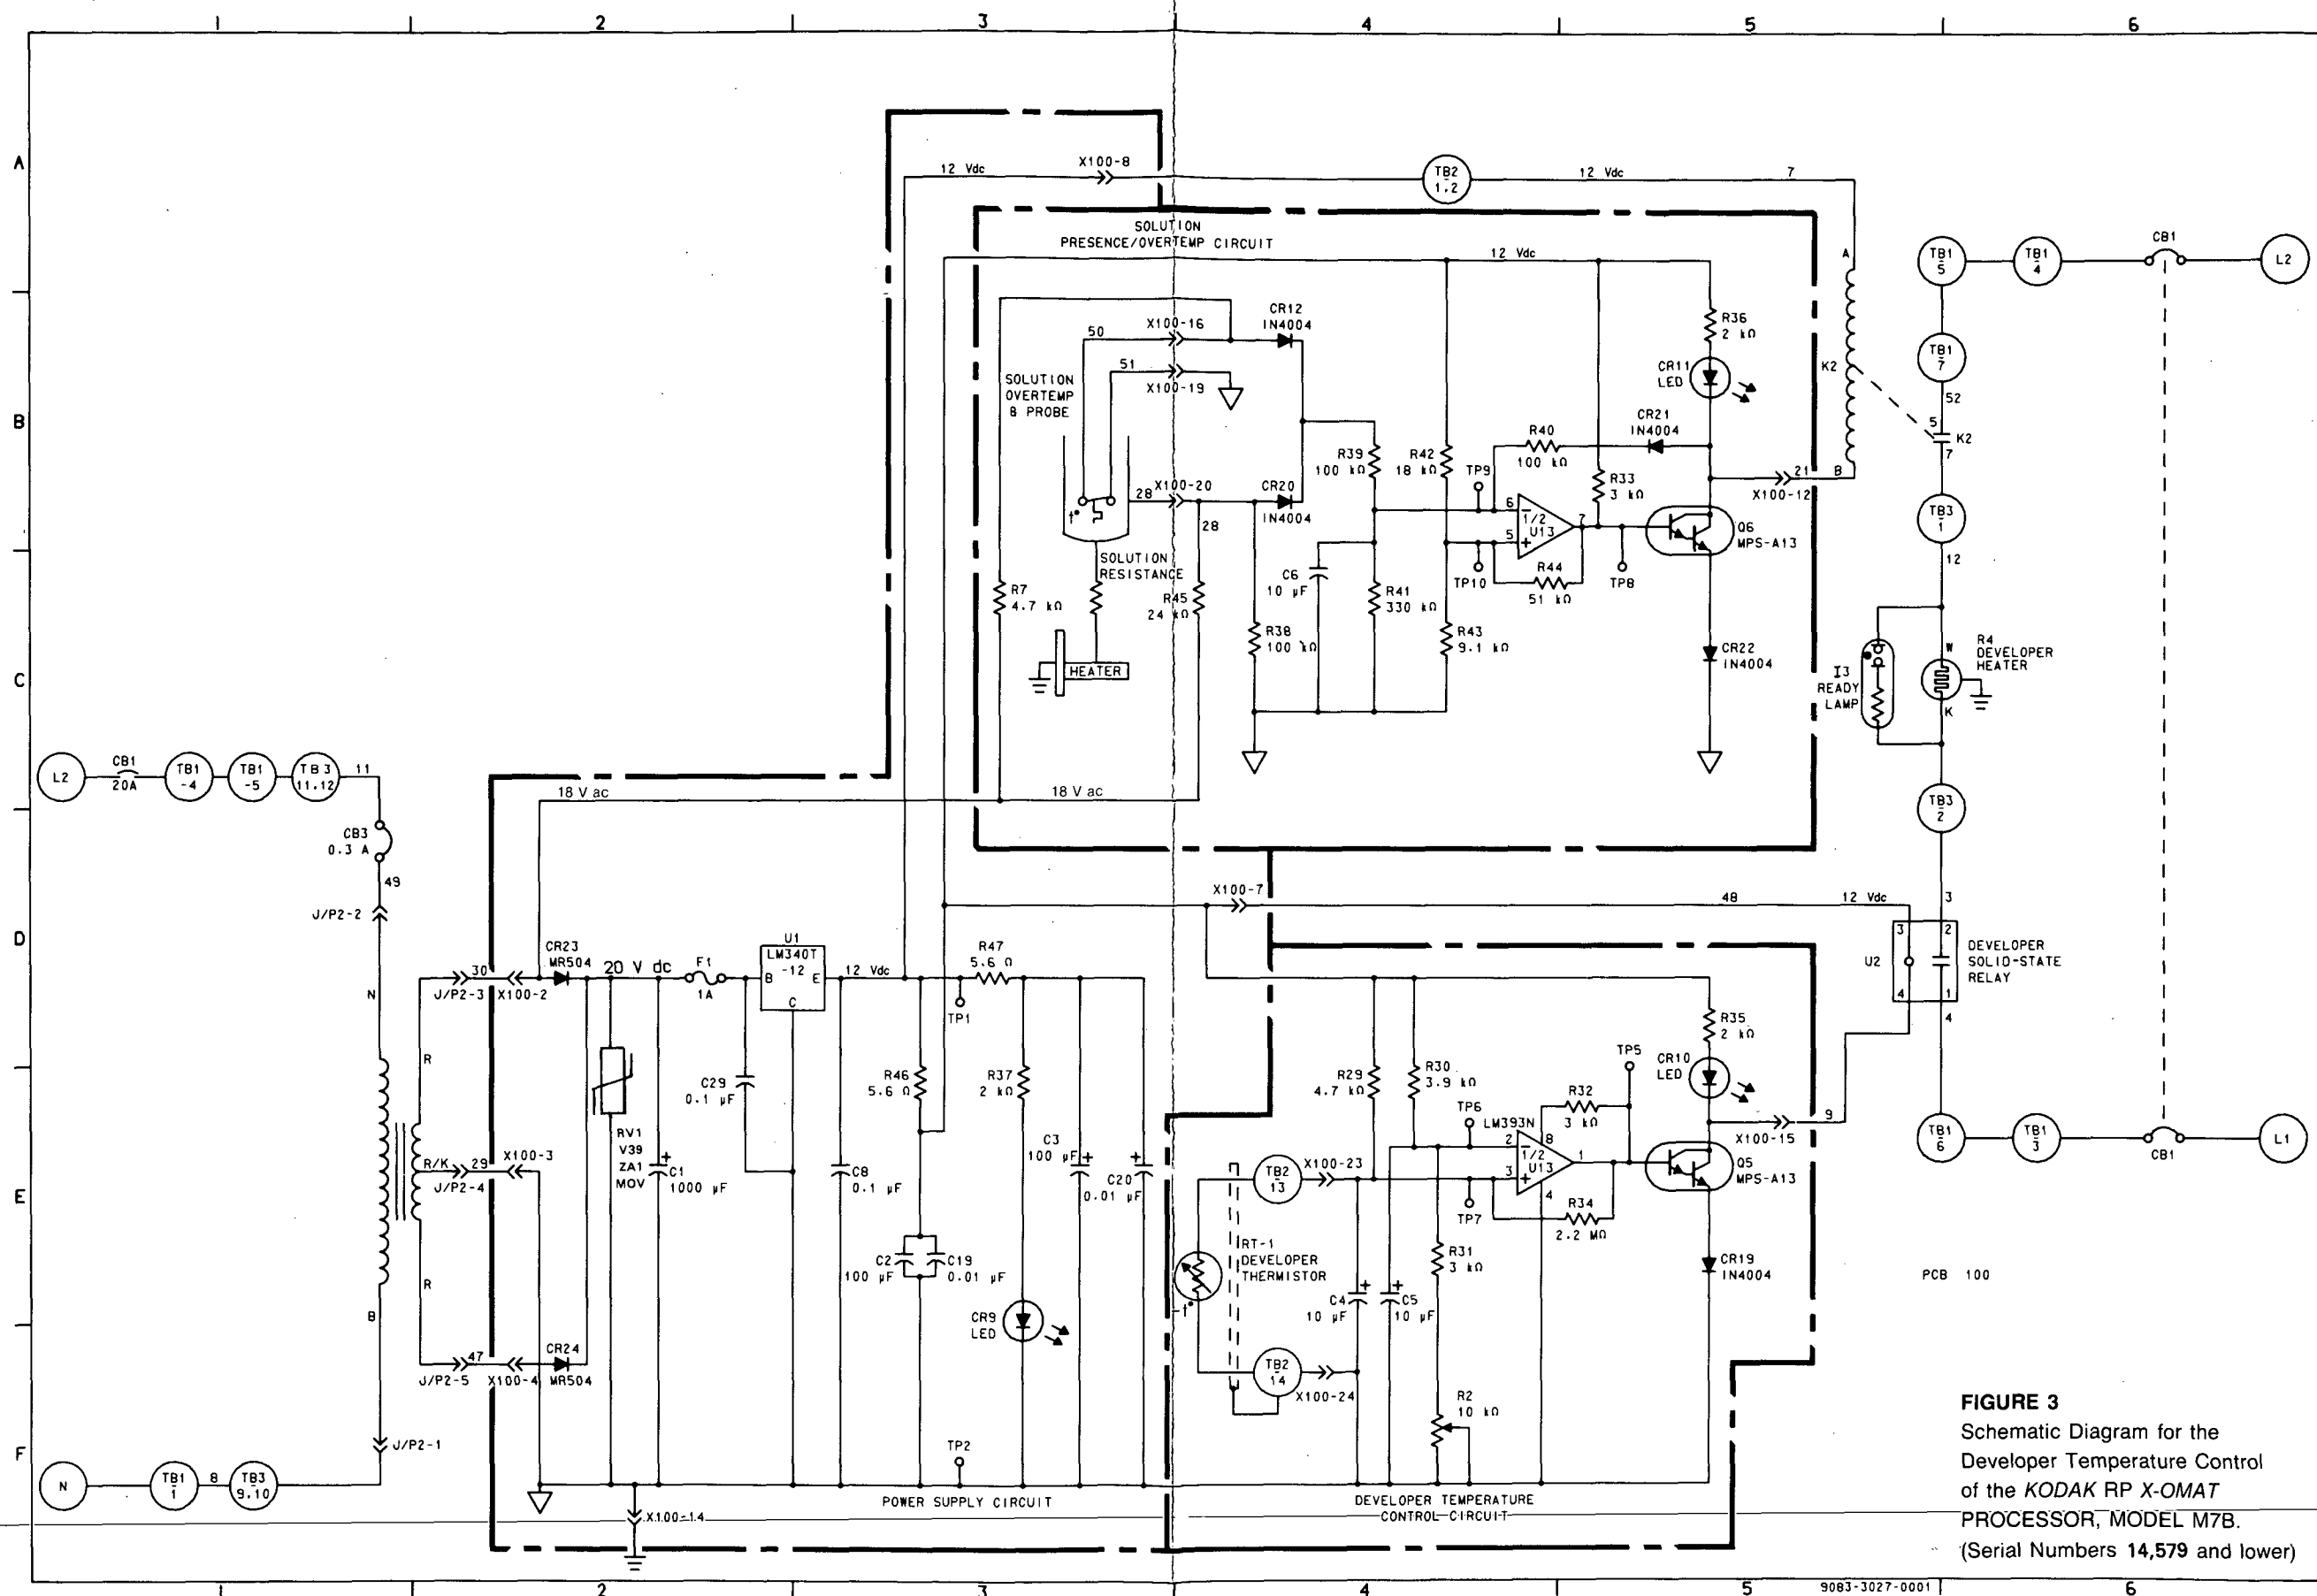 2 3 4 5 6
A
B
C
D
E
F
12 Vdc
X100-8
TB2
1,2
12 Vdc
7
SOLUTION
PRESENCE/OVERTEMP CIRCUIT
12 Vdc
A
TB1
5
TB1
4
CB1
L2
50
X100-16
CR12
IN4004
R36
2 kΩ
51
X100-19
SOLUTION
OVERTEMP
& PROBE
CR11
LED
K2
TB1
7
52
5
K2
7
R39
100 kΩ
R42
18 kΩ
TP9
R40
100 kΩ
CR21
IN4004
R33
3 kΩ
21
B
X100-12
28
X100-20
CR20
IN4004
28
t°
6
1/2
U13
5
7
Q6
MPS-A13
TB3
1
12
SOLUTION
RESISTANCE
R7
4.7 kΩ
R45
24 kΩ
C6
10 µF
R41
330 kΩ
TP10
R44
51 kΩ
TP8
R38
100 kΩ
R43
9.1 kΩ
CR22
IN4004
HEATER
I3
READY
LAMP
W
R4
DEVELOPER
HEATER
K
L2
CB1
20A
TB1
-4
TB1
-5
TB3
11,12
11
18 V ac
18 V ac
TB3
2
CB3
0.3 A
49
J/P2-2
X100-7
48
12 Vdc
3
3
2
U2
4
1
DEVELOPER
SOLID-STATE
RELAY
4
N
R
30
J/P2-3
X100-2
CR23
MR504
20 V dc
F1
1A
U1
LM340T
-12
B
E
C
12 Vdc
TP1
R47
5.6 Ω
R46
5.6 Ω
R37
2 kΩ
C29
0.1 µF
RV1
V39
ZA1
MOV
C1
1000 µF
C8
0.1 µF
C3
100 µF
C20
0.01 µF
R/K
29
X100-3
J/P2-4
R
C2
100 µF
C19
0.01 µF
CR9
LED
B
47
J/P2-5
X100-4
CR24
MR504
J/P2-1
N
TB1
1
8
TB3
9,10
X100-14
TP2
POWER SUPPLY CIRCUIT
R29
4.7 kΩ
R30
3.9 kΩ
TP6
LM393N
2
8
1/2
U13
3
1
4
R32
3 kΩ
TP5
R35
2 kΩ
CR10
LED
9
X100-15
Q5
MPS-A13
TB2
13
X100-23
TP7
R34
2.2 MΩ
RT-1
DEVELOPER
THERMISTOR
-t°
C4
10 µF
C5
10 µF
R31
3 kΩ
CR19
IN4004
TB2
14
X100-24
R2
10 kΩ
DEVELOPER TEMPERATURE
CONTROL CIRCUIT
TB1
6
TB1
3
CB1
L1
PCB 100
FIGURE 3
Schematic Diagram for the
Developer Temperature Control
of the KODAK RP X-OMAT
PROCESSOR, MODEL M7B.
(Serial Numbers 14,579 and lower)
9083-3027-0001
2 3 4 5 6